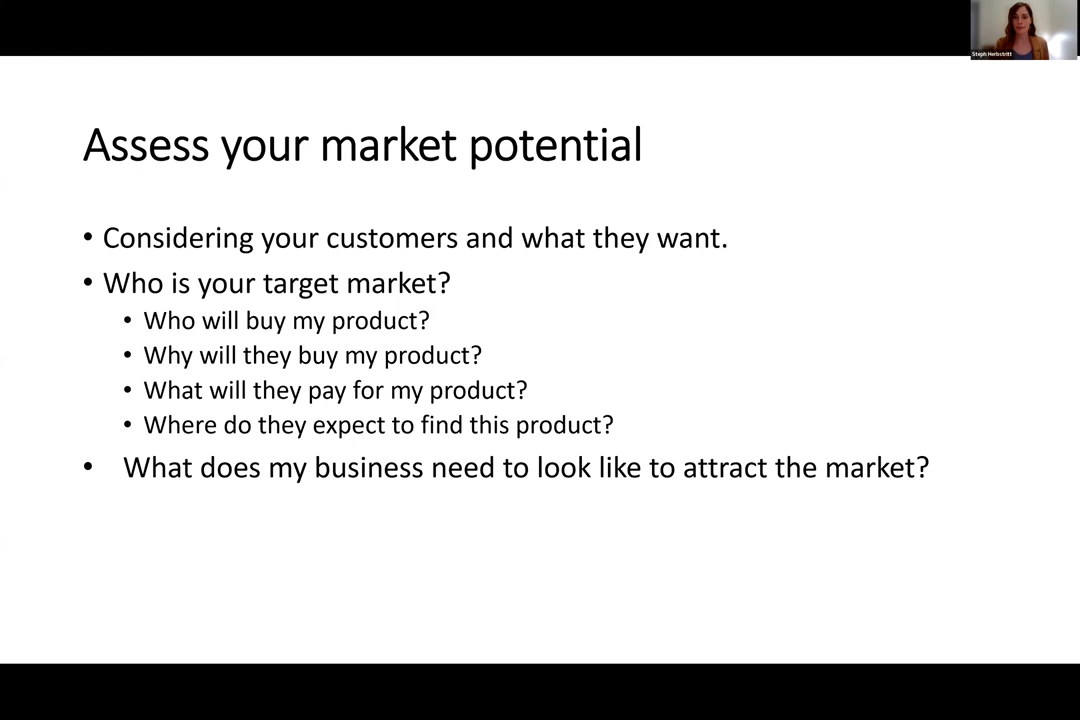 Steph Herbstritt
Assess your market potential
• Considering your customers and what they want.
• Who is your target market?
• Who will buy my product?
• Why will they buy my product?
• What will they pay for my product?
• Where do they expect to find this product?
• What does my business need to look like to attract the market?